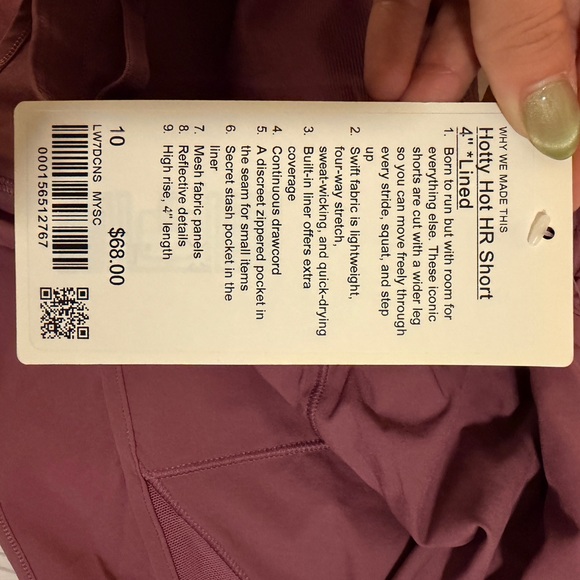 WHY WE MADE THIS
Hotty Hot HR Short
4" *Lined
1. Born to run but with room for
everything else. These iconic
shorts are cut with a wider leg
so you can move freely through
every stride, squat, and step
up
2. Swift fabric is lightweight,
four-way stretch,
sweat-wicking, and quick-drying
3. Built-in liner offers extra
coverage
4. Continuous drawcord
5. A discreet zippered pocket in
the seam for small items
6. Secret stash pocket in the
liner
7. Mesh fabric panels
8. Reflective details
9. High rise, 4" length
10 $68.00
LW7DCNS MYSC
000156512767